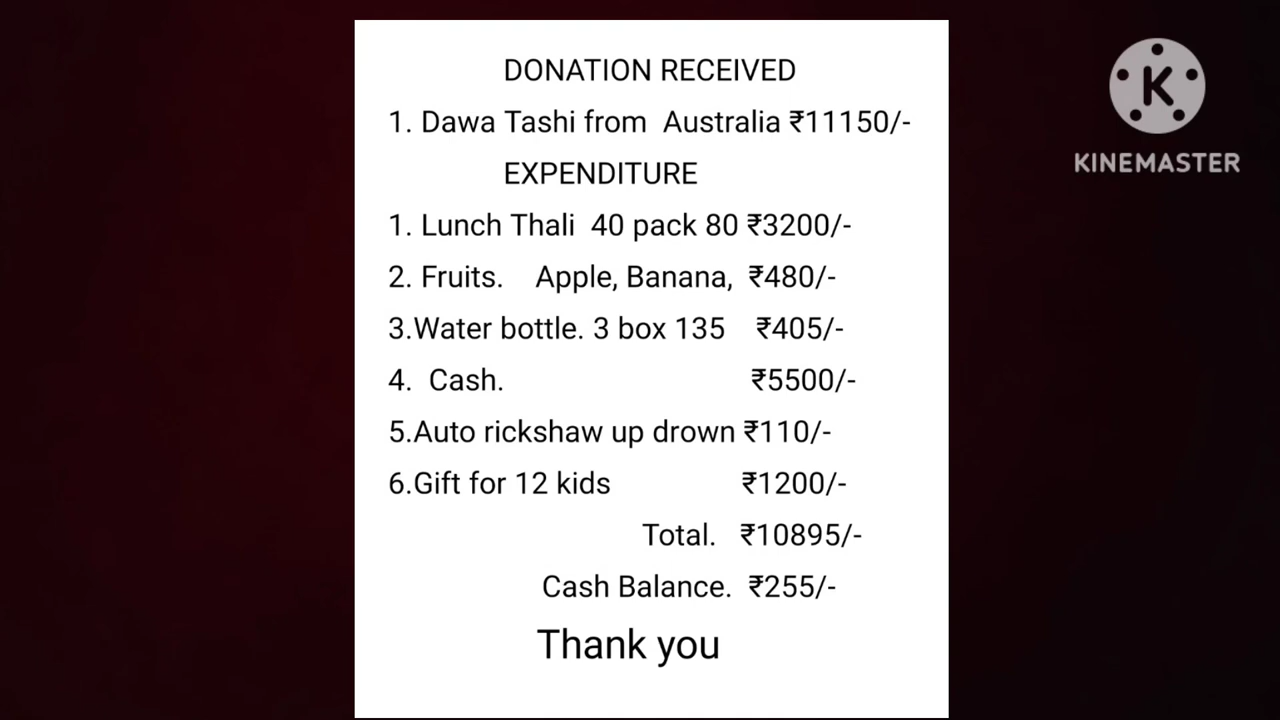 DONATION RECEIVED
1. Dawa Tashi from Australia ₹11150/-
EXPENDITURE
1. Lunch Thali 40 pack 80 ₹3200/-
2. Fruits. Apple, Banana, ₹480/-
3.Water bottle. 3 box 135 ₹405/-
4. Cash. ₹5500/-
5.Auto rickshaw up drown ₹110/-
6.Gift for 12 kids ₹1200/-
Total. ₹10895/-
Cash Balance. ₹255/-
Thank you
K
KINEMASTER